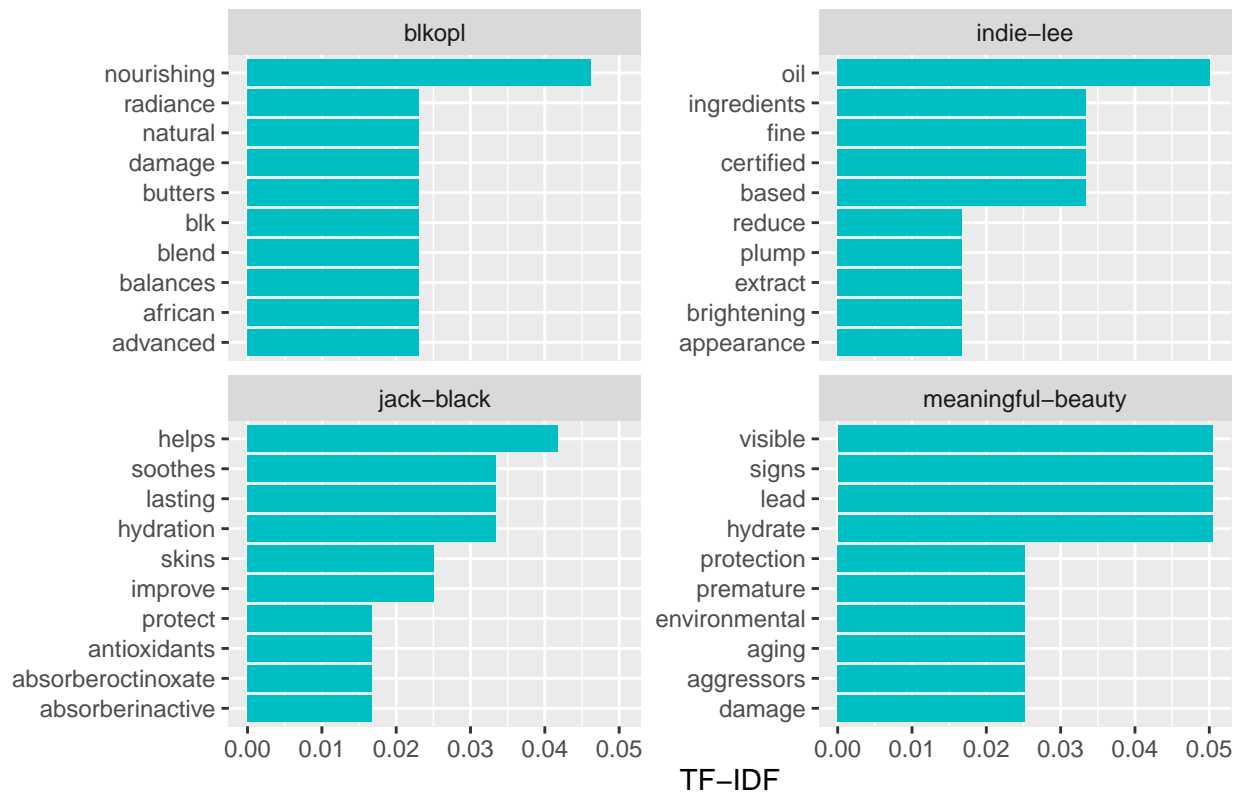 blkopl
nourishing
radiance
natural
damage
butters
blk
blend
balances
african
advanced
indie−lee
oil
ingredients
fine
certified
based
reduce
plump
extract
brightening
appearance
jack−black
helps
soothes
lasting
hydration
skins
improve
protect
antioxidants
absorberoctinoxate
absorberinactive
0.00 0.01 0.02 0.03 0.04 0.05
meaningful−beauty
visible
signs
lead
hydrate
protection
premature
environmental
aging
aggressors
damage
0.00 0.01 0.02 0.03 0.04 0.05
TF−IDF